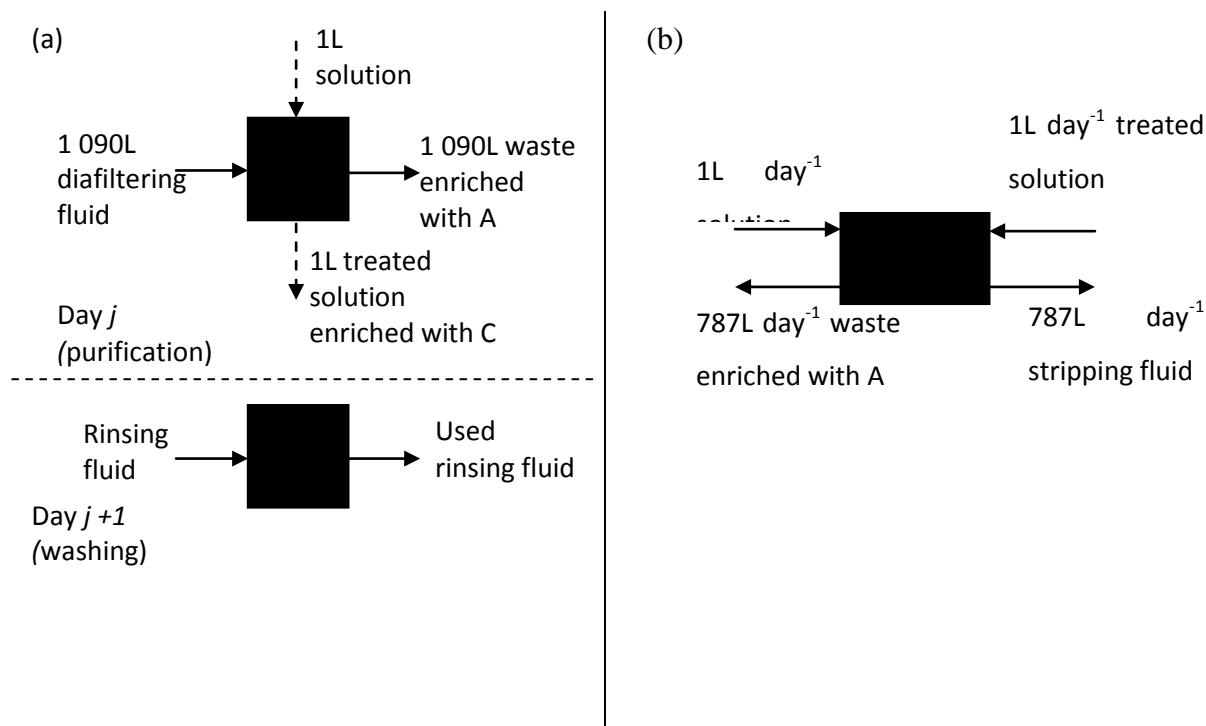 (a)
1L
solution
1 090L
diafiltering
fluid
1 090L waste
enriched
with A
1L treated
solution
enriched with C
Day j
(purification)
Rinsing
fluid
Used
rinsing fluid
Day j +1
(washing)
(b)
1L day⁻¹ treated
solution
1L day⁻¹
solution
787L day⁻¹ waste
enriched with A
787L day⁻¹
stripping fluid